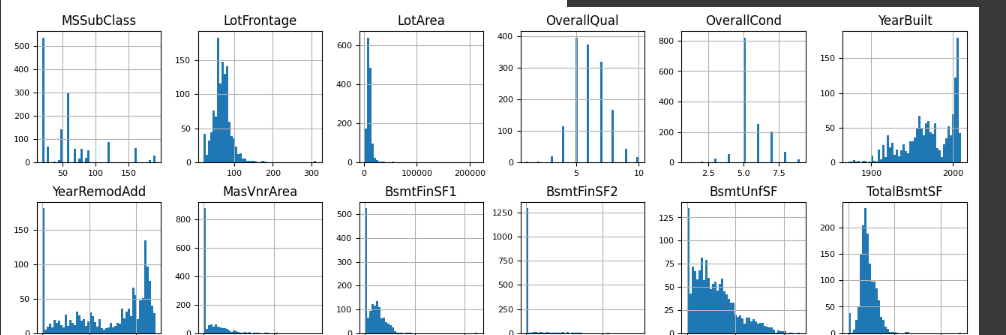 MSSubClass LotFrontage LotArea OverallQual OverallCond YearBuilt
500 400 300 200 100 0
50 100 150
150 100 50 0
100 200 300
600 400 200 0
0 100000 200000
400 300 200 100 0
5 10
800 600 400 200 0
2.5 5.0 7.5
150 100 50 0
1900 2000
YearRemodAdd MasVnrArea BsmtFinSF1 BsmtFinSF2 BsmtUnfSF TotalBsmtSF
150 100 50 0
800 600 400 200 0
500 400 300 200 100 0
1250 1000 750 500 250 0
125 100 75 50 25 0
200 150 100 50 0